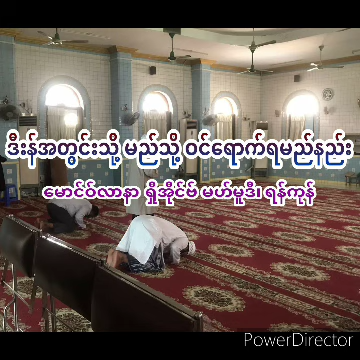 ဒီးန်အတွင်းသို့ မည်သို့ ဝင်ရောက်ရမည်နည်း
မောင်ဝ်လာနာ ရှီအိုင်ဗ် မဟ်မူဒီ၊ ရန်ကုန်
PowerDirector